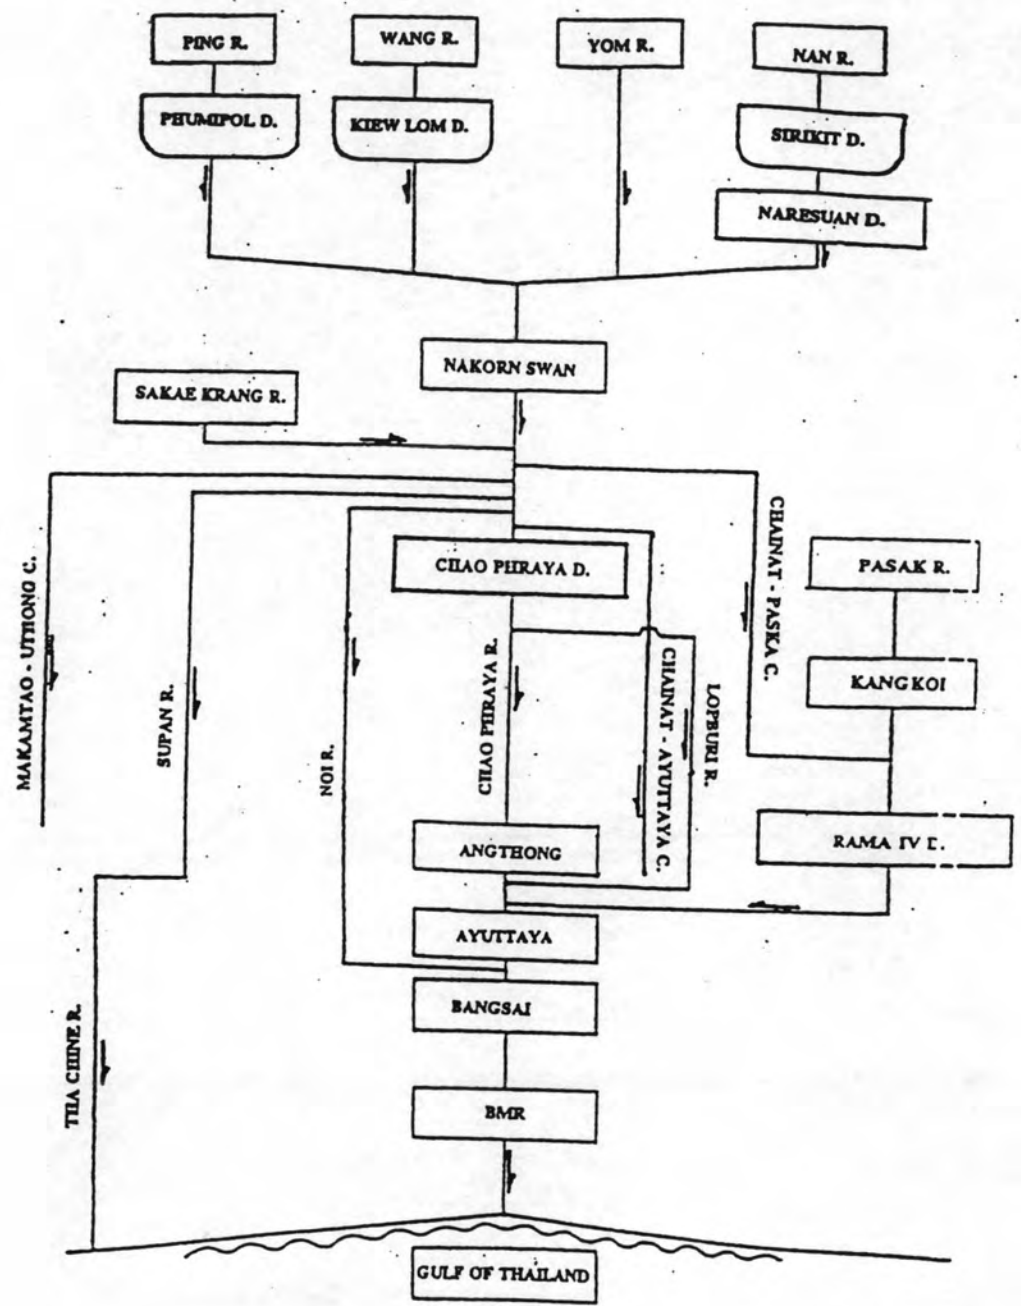 PING R.
WANG R.
YOM R.
NAN R.
PHUMIPOL D.
KIEW LOM D.
SIRIKIT D.
NARESUAN D.
NAKORN SWAN
SAKAE KRANG R.
CHAO PHRAYA D.
PASAK R.
KANGKOI
RAMA IV D.
MAKAMTAO - UTHONG C.
SUPAN R.
NOI R.
CHAO PHRAYA R.
CHAINAT - AYUTTAYA C.
LOPBURI R.
CHAINAT - PASKA C.
ANGTHONG
AYUTTAYA
BANGSAI
THA CHINE R.
BMR
GULF OF THAILAND